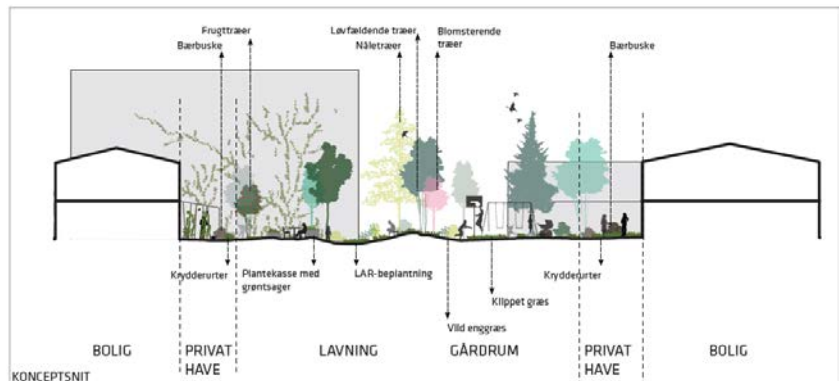 Frugttræer
Løvfældende træer
Blomsterende
træer
Bærbuske
Nåletræer
Bærbuske
Krydderurter
Plantekasse med
grøntsager
LAR-beplantning
Krydderurter
Klippet græs
Vild enggræs
BOLIG
PRIVAT
HAVE
LAVNING
GÅRDRUM
PRIVAT
HAVE
BOLIG
KONCEPTSNIT